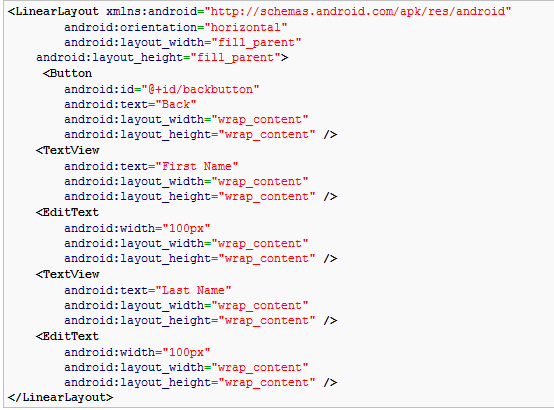 <LinearLayout xmlns:android="http://schemas.android.com/apk/res/android"
android:orientation="horizontal"
android:layout_width="fill_parent"
android:layout_height="fill_parent">
<Button
android:id="@+id/backbutton"
android:text="Back"
android:layout_width="wrap_content"
android:layout_height="wrap_content" />
<TextView
android:text="First Name"
android:layout_width="wrap_content"
android:layout_height="wrap_content" />
<EditText
android:width="100px"
android:layout_width="wrap_content"
android:layout_height="wrap_content" />
<TextView
android:text="Last Name"
android:layout_width="wrap_content"
android:layout_height="wrap_content" />
<EditText
android:width="100px"
android:layout_width="wrap_content"
android:layout_height="wrap_content" />
</LinearLayout>